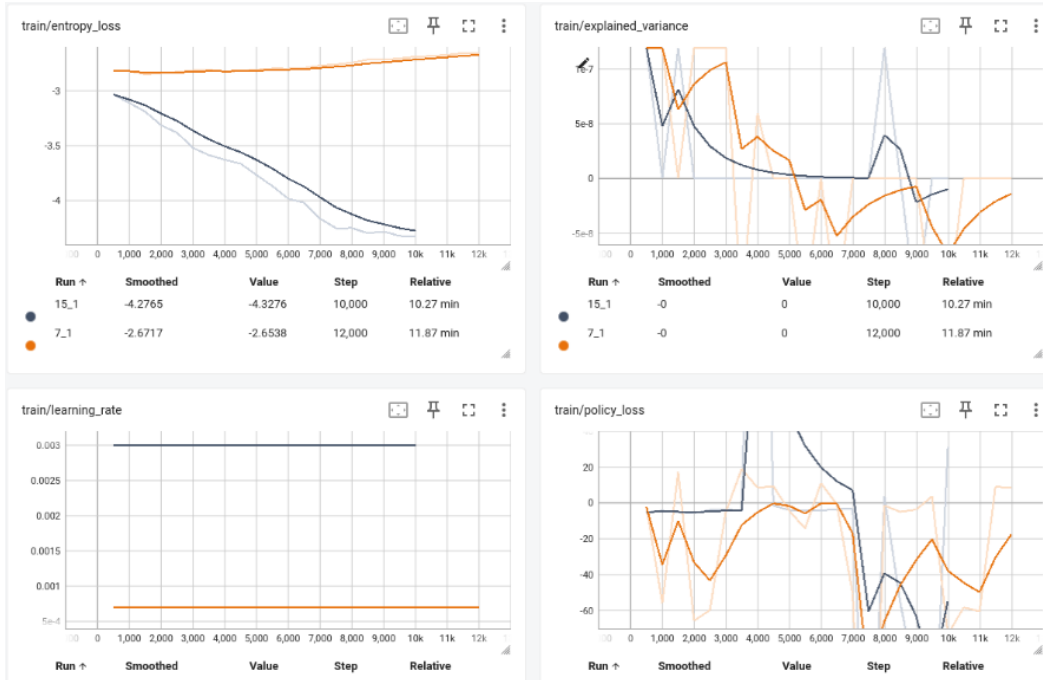 train/entropy_loss
-3
-3.5
-4
0 1,000 2,000 3,000 4,000 5,000 6,000 7,000 8,000 9,000 10k 11k 12k
Run ↑ Smoothed Value Step Relative
15_1 -4.2765 -4.3276 10,000 10.27 min
7_1 -2.6717 -2.6538 12,000 11.87 min
train/explained_variance
1e-7
5e-8
0
-5e-8
0 1,000 2,000 3,000 4,000 5,000 6,000 7,000 8,000 9,000 10k 11k 12k
Run ↑ Smoothed Value Step Relative
15_1 -0 0 10,000 10.27 min
7_1 -0 0 12,000 11.87 min
train/learning_rate
0.003
0.0025
0.002
0.0015
0.001
5e-4
0 1,000 2,000 3,000 4,000 5,000 6,000 7,000 8,000 9,000 10k 11k 12k
Run ↑ Smoothed Value Step Relative
train/policy_loss
20
0
-20
-40
-60
0 1,000 2,000 3,000 4,000 5,000 6,000 7,000 8,000 9,000 10k 11k 12k
Run ↑ Smoothed Value Step Relative